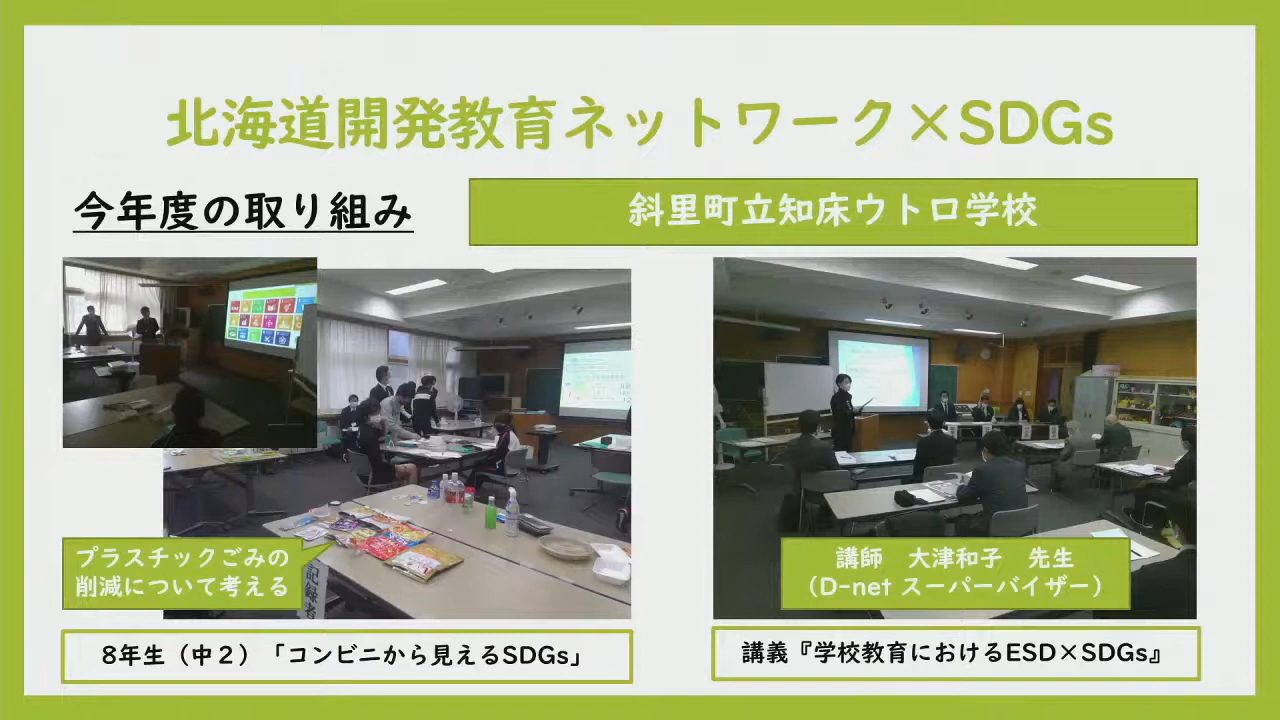 北海道開発教育ネットワーク×SDGs
今年度の取り組み
斜里町立知床ウトロ学校
プラスチックごみの
削減について考える
記録者
8年生（中２）「コンビニから見えるSDGs」
講師　大津和子　先生
（D-net スーパーバイザー）
講義『学校教育におけるESD×SDGs』